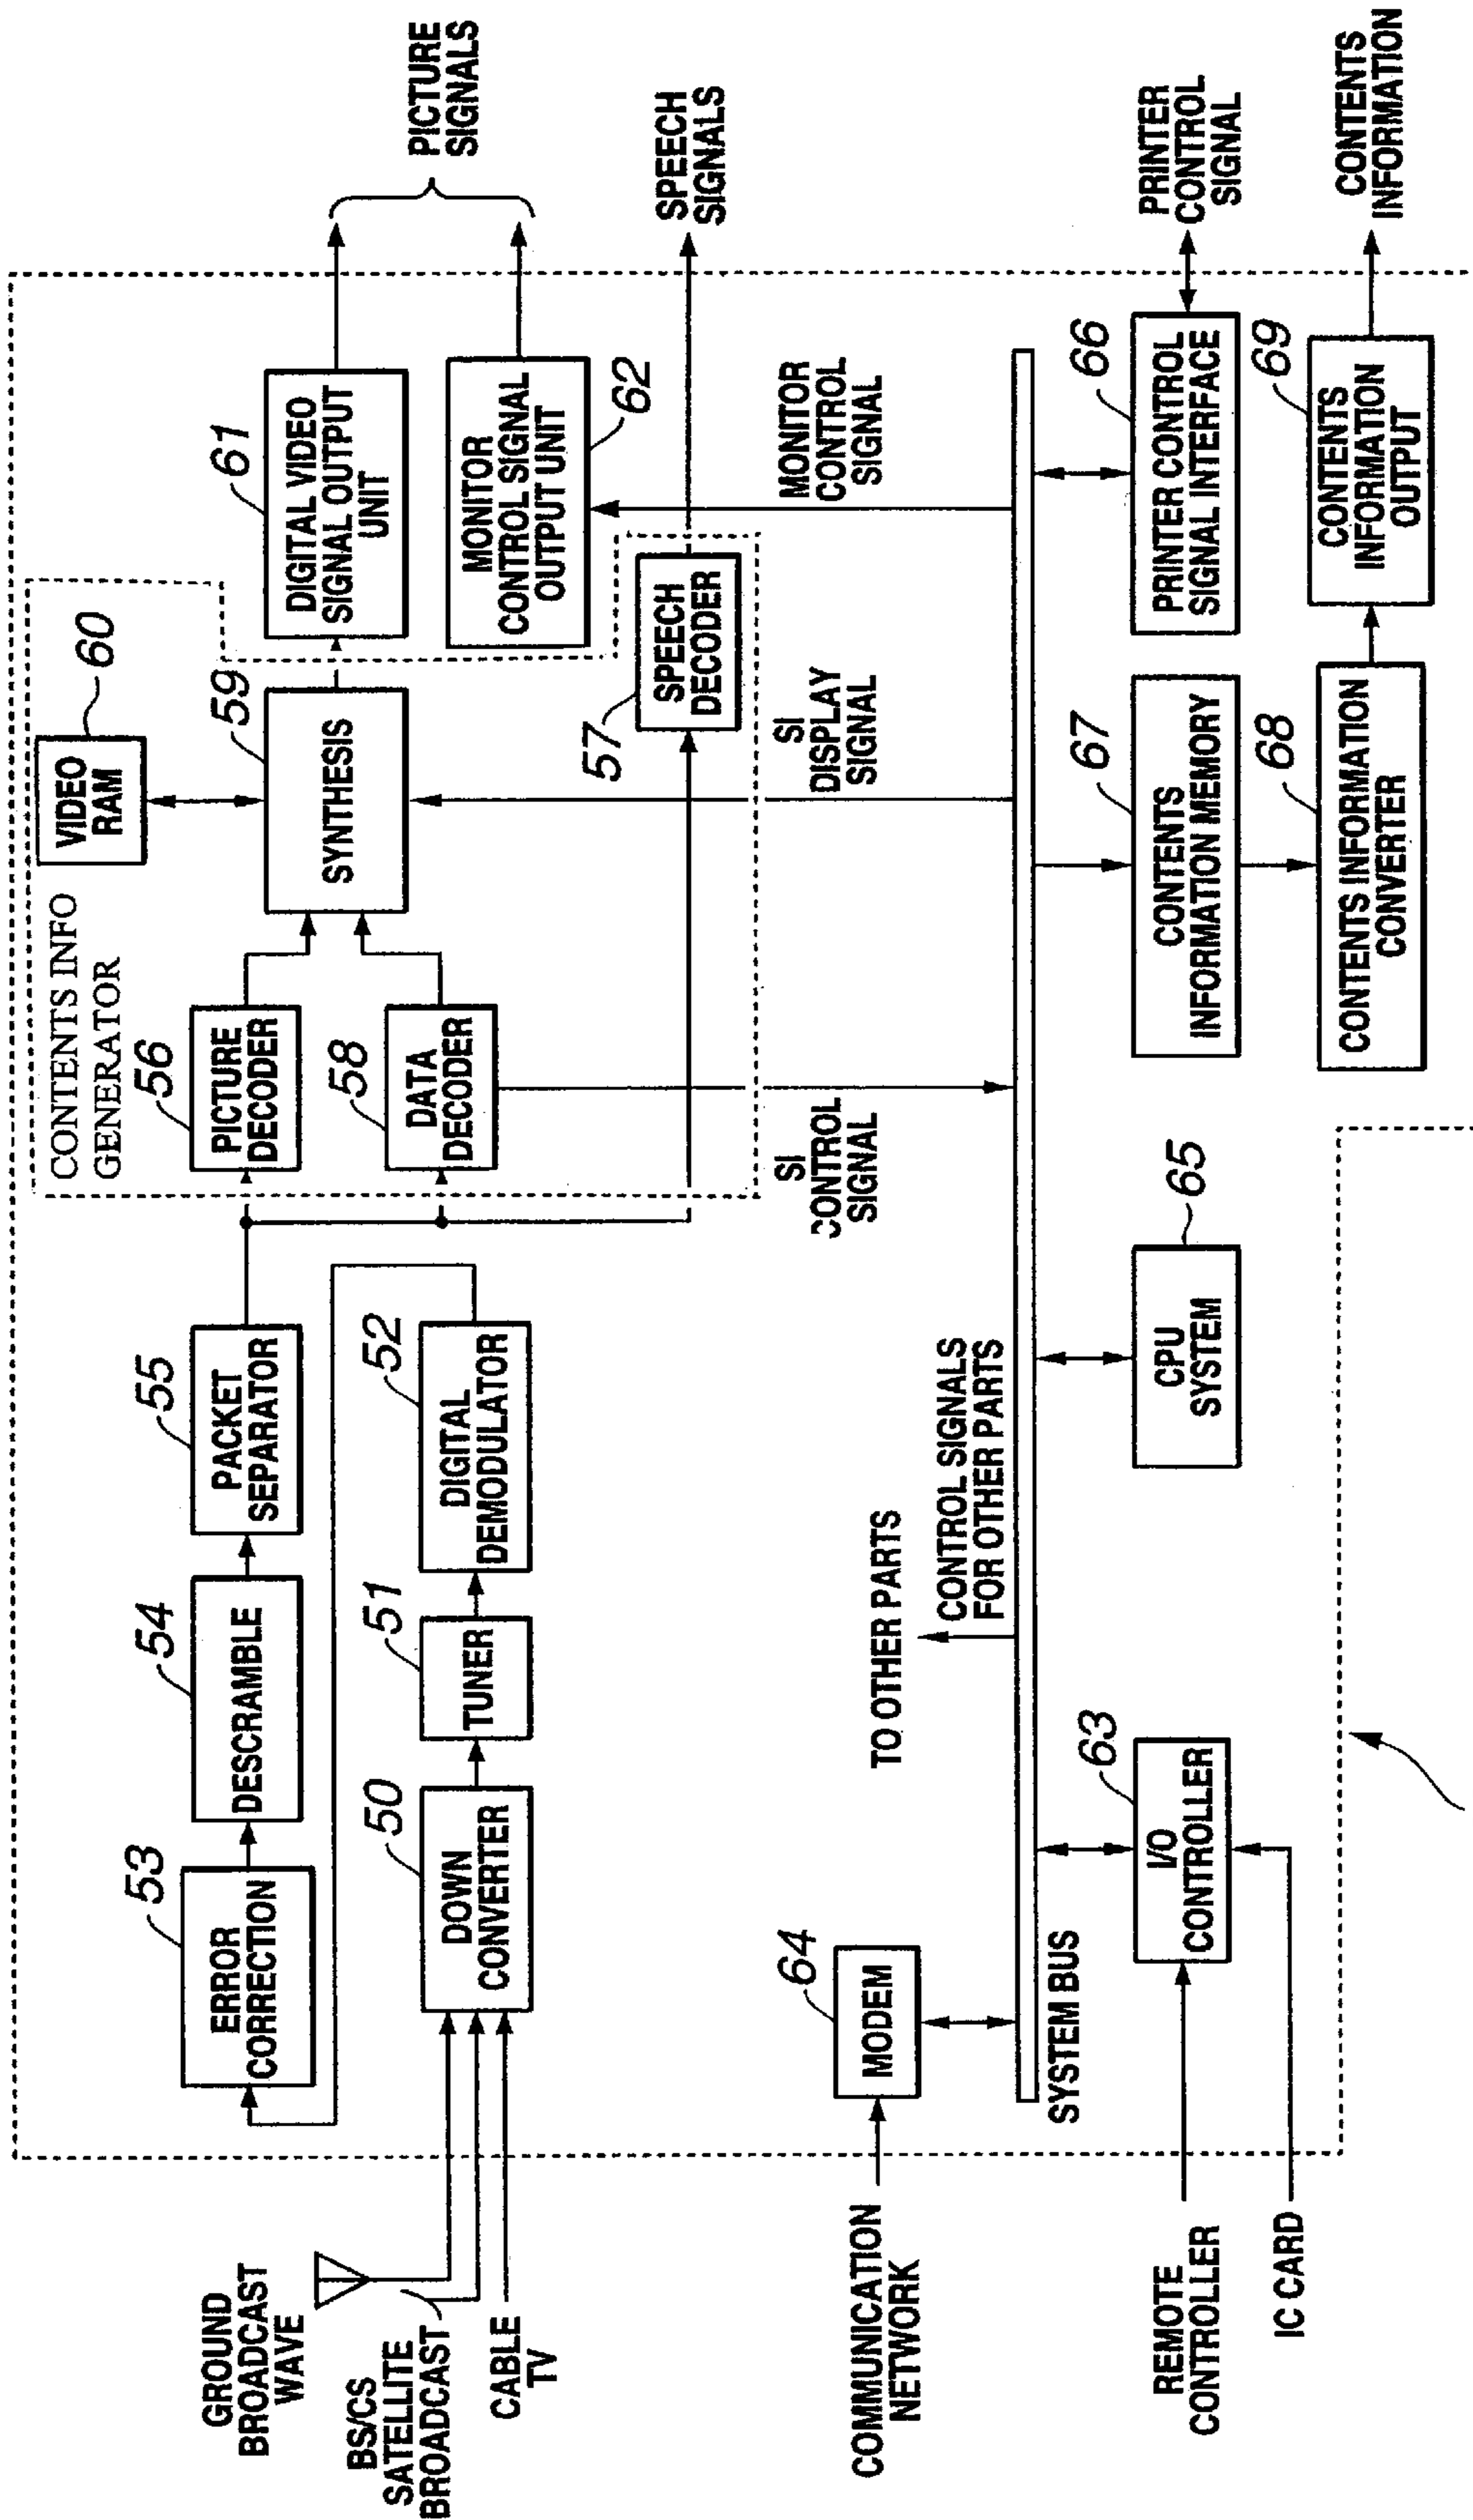 GROUND
BROADCAST
WAVE
BS/CS
SATELLITE
BROADCAST
CABLE
TV
53
ERROR
CORRECTION
54
DESCRAMBLE
55
PACKET
SEPARATOR
50
DOWN
CONVERTER
51
TUNER
52
DIGITAL
DEMODULATOR
CONTENTS INFO
GENERATOR
56
PICTURE
DECODER
58
DATA
DECODER
60
VIDEO
RAM
59
SYNTHESIS
57
SPEECH
DECODER
61
DIGITAL VIDEO
SIGNAL OUTPUT
UNIT
MONITOR
CONTROL SIGNAL
OUTPUT UNIT
62
PICTURE
SIGNALS
SPEECH
SIGNALS
COMMUNICATION
NETWORK
64
MODEM
TO OTHER PARTS
CONTROL SIGNALS
FOR OTHER PARTS
SI
CONTROL
SIGNAL
SI
DISPLAY
SIGNAL
MONITOR
CONTROL
SIGNAL
SYSTEM BUS
REMOTE
CONTROLLER
IC CARD
63
I/O
CONTROLLER
65
CPU
SYSTEM
67
CONTENTS
INFORMATION MEMORY
68
CONTENTS INFORMATION
CONVERTER
66
PRINTER CONTROL
SIGNAL INTERFACE
69
CONTENTS
INFORMATION
OUTPUT
PRINTER
CONTROL
SIGNAL
CONTENTS
INFORMATION